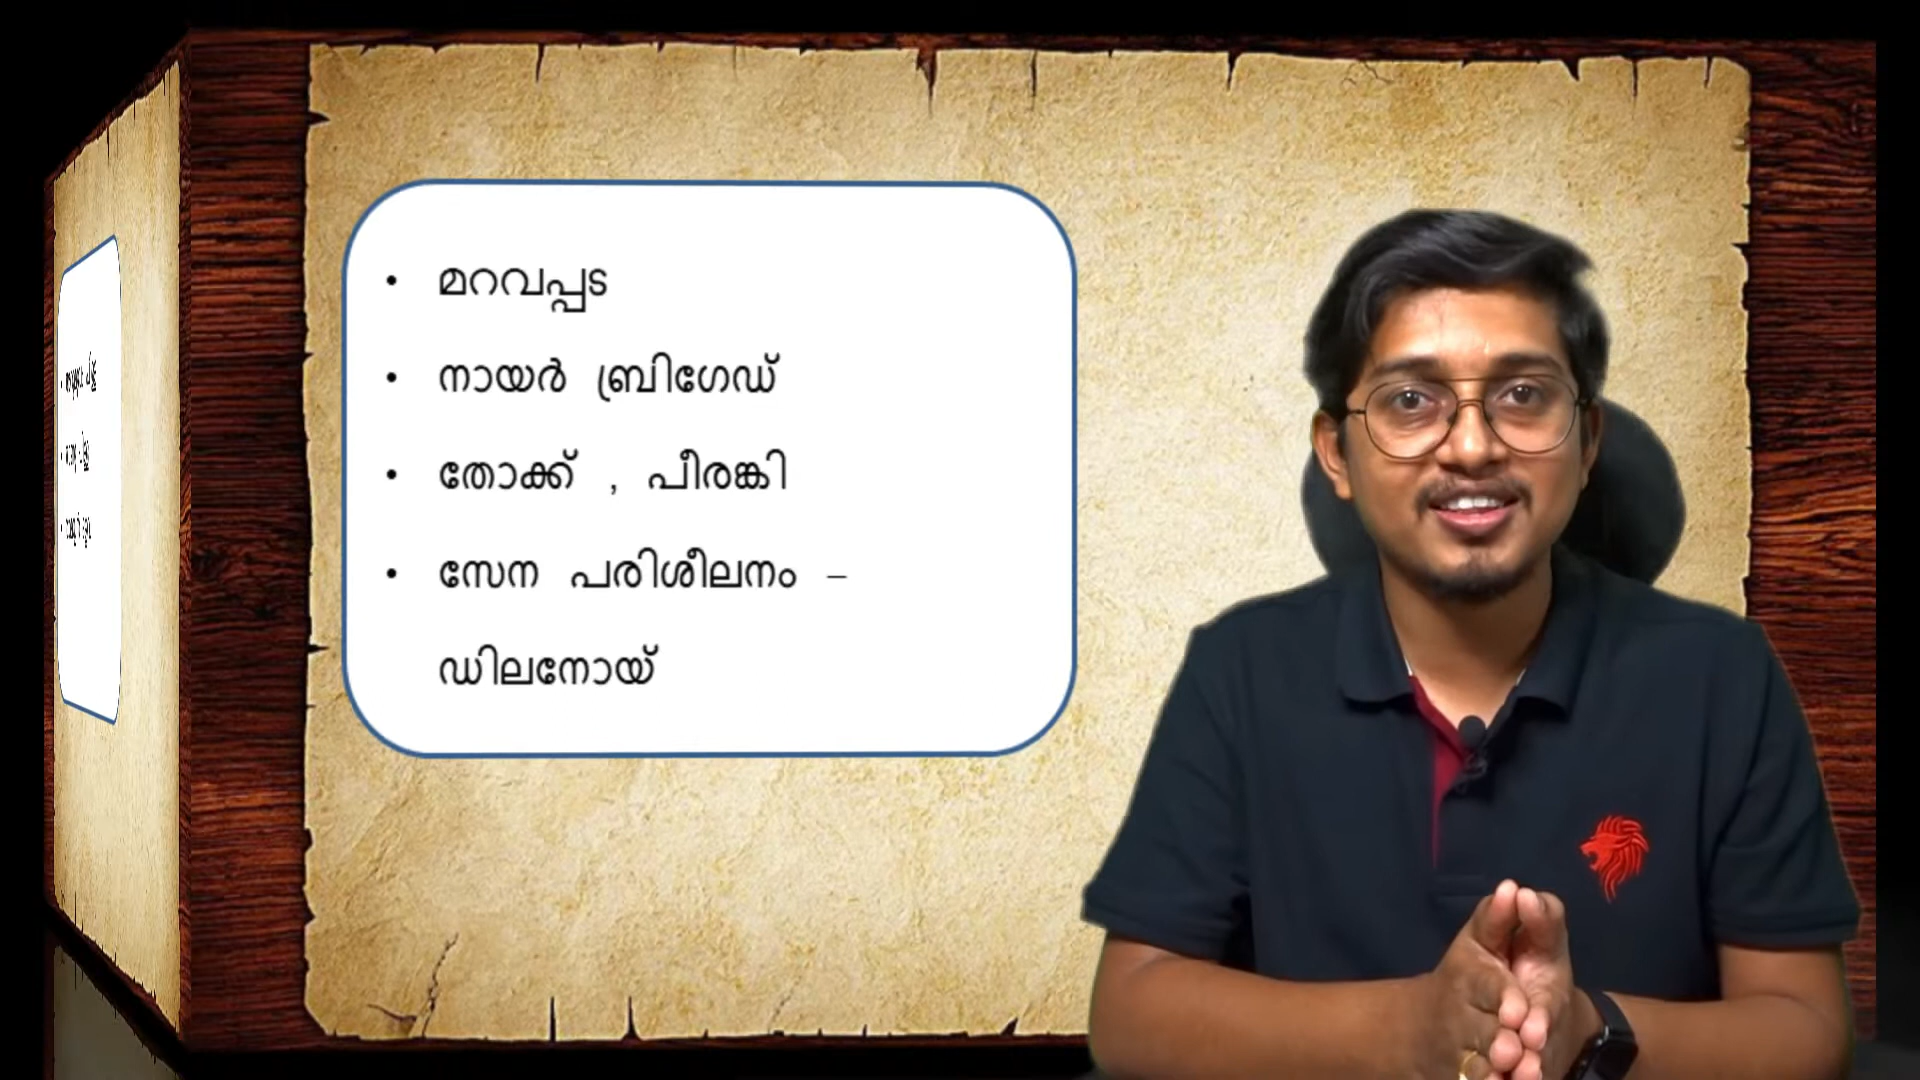 • മറവപ്പട
• നായർ ബ്രിഗേഡ്
• തോക്ക് , പീരങ്കി
• സേന പരിശീലനം –
ഡിലനോയ്